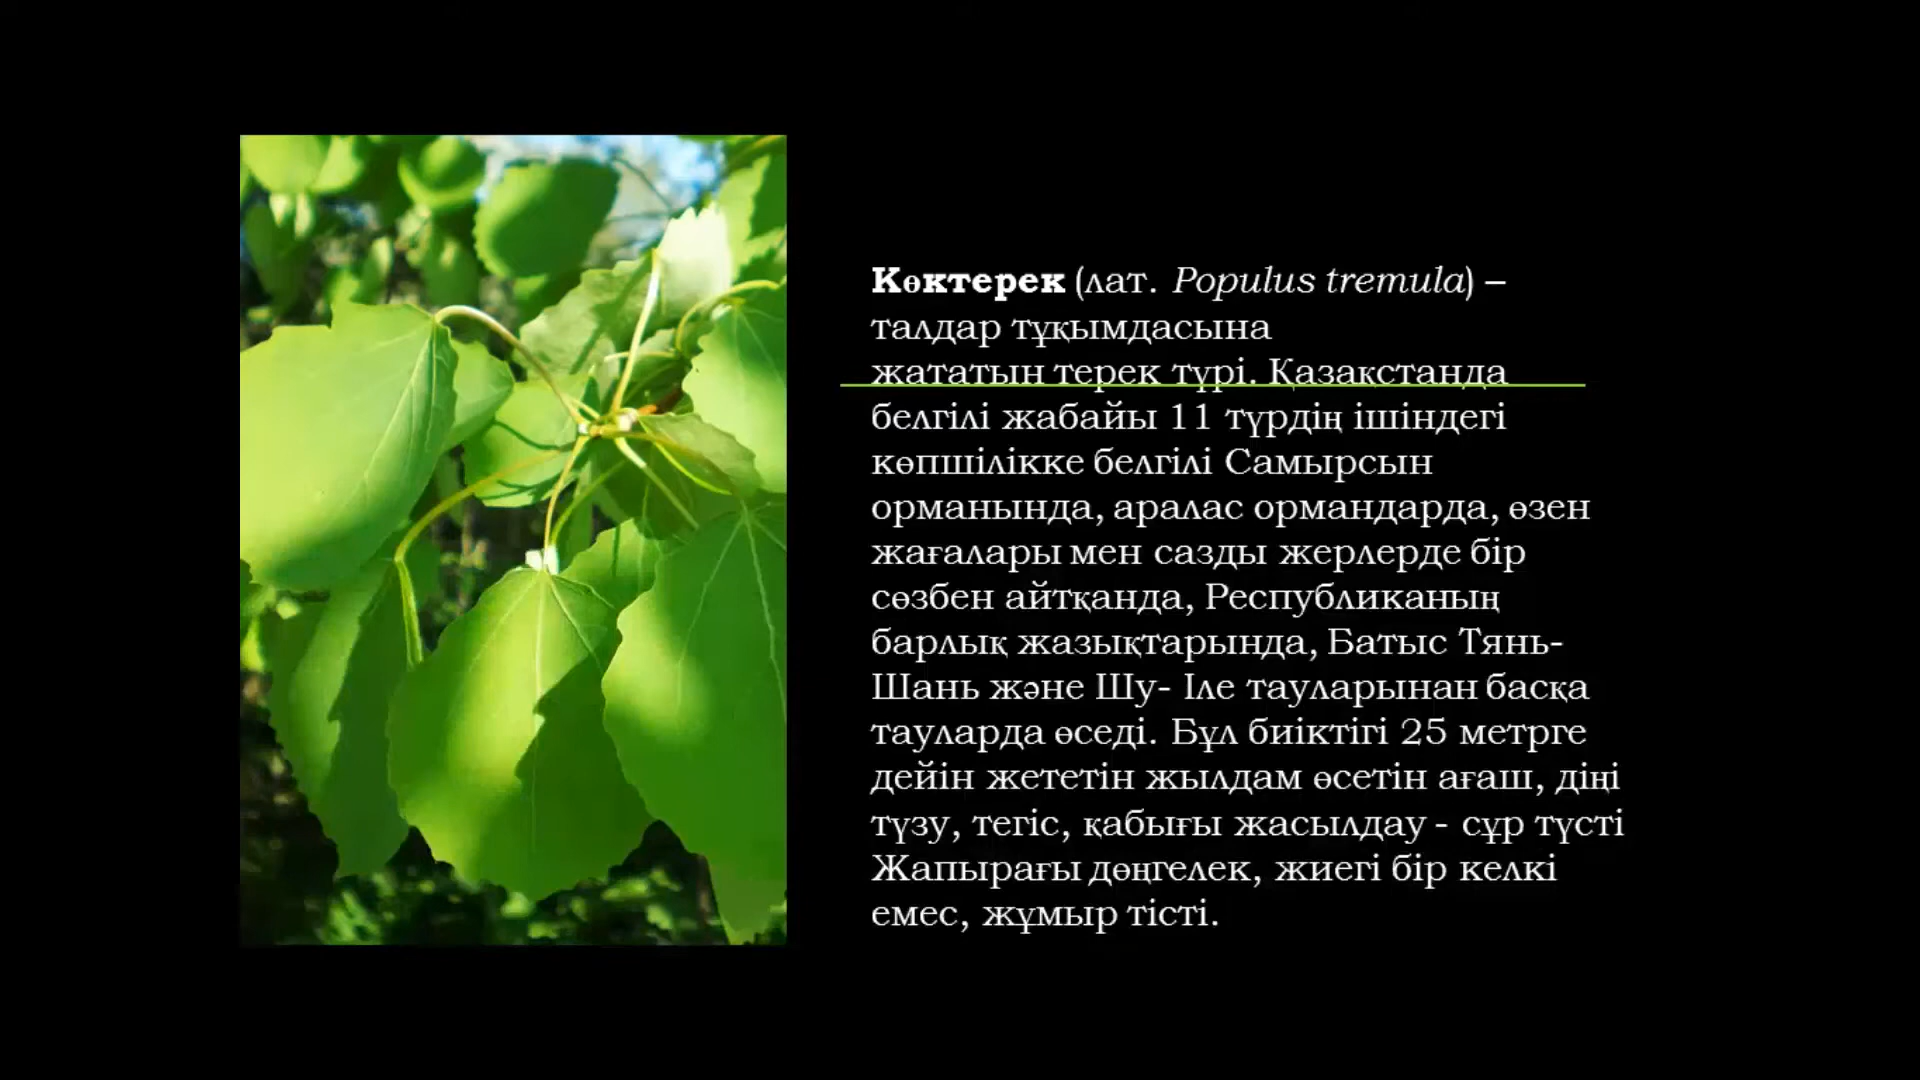 Көктерек (лат. Populus tremula) –
талдар тұқымдасына
жататын терек түрі. Қазақстанда
белгілі жабайы 11 түрдің ішіндегі
көпшілікке белгілі Самырсын
орманында, аралас ормандарда, өзен
жағалары мен сазды жерлерде бір
сөзбен айтқанда, Республиканың
барлық жазықтарында, Батыс Тянь-
Шань және Шу- Іле тауларынан басқа
тауларда өседі. Бұл биіктігі 25 метрге
дейін жететін жылдам өсетін ағаш, діңі
түзу, тегіс, қабығы жасылдау - сұр түсті
Жапырағы дөңгелек, жиегі бір келкі
емес, жұмыр тісті.